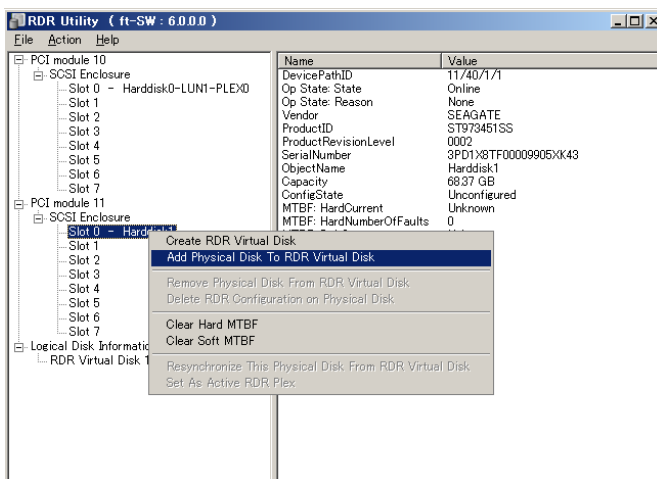 RDR Utility ( ft-SW : 6.0.0.0 )
File Action Help
PCI module 10
SCSI Enclosure
Slot 0 - Harddisk0-LUN1-PLEX0
Slot 1
Slot 2
Slot 3
Slot 4
Slot 5
Slot 6
Slot 7
PCI module 11
SCSI Enclosure
Slot 0 - Harddisk1
Slot 1
Slot 2
Slot 3
Slot 4
Slot 5
Slot 6
Slot 7
Logical Disk Informatio
RDR Virtual Disk 1
Name Value
DevicePathID 11/40/1/1
Op State: State Online
Op State: Reason None
Vendor SEAGATE
ProductID ST973451SS
ProductRevisionLevel 0002
SerialNumber 3PD1X8TF00009905XK43
ObjectName Harddisk1
Capacity 68.37 GB
ConfigState Unconfigured
MTBF: HardCurrent Unknown
MTBF: HardNumberOfFaults 0
Create RDR Virtual Disk
Add Physical Disk To RDR Virtual Disk
Remove Physical Disk From RDR Virtual Disk
Delete RDR Configuration on Physical Disk
Clear Hard MTBF
Clear Soft MTBF
Resynchronize This Physical Disk From RDR Virtual Disk
Set As Active RDR Plex